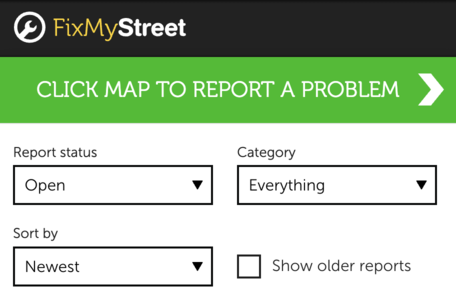 FixMyStreet
CLICK MAP TO REPORT A PROBLEM
Report status
Category
Open
Everything
Sort by
Newest
Show older reports